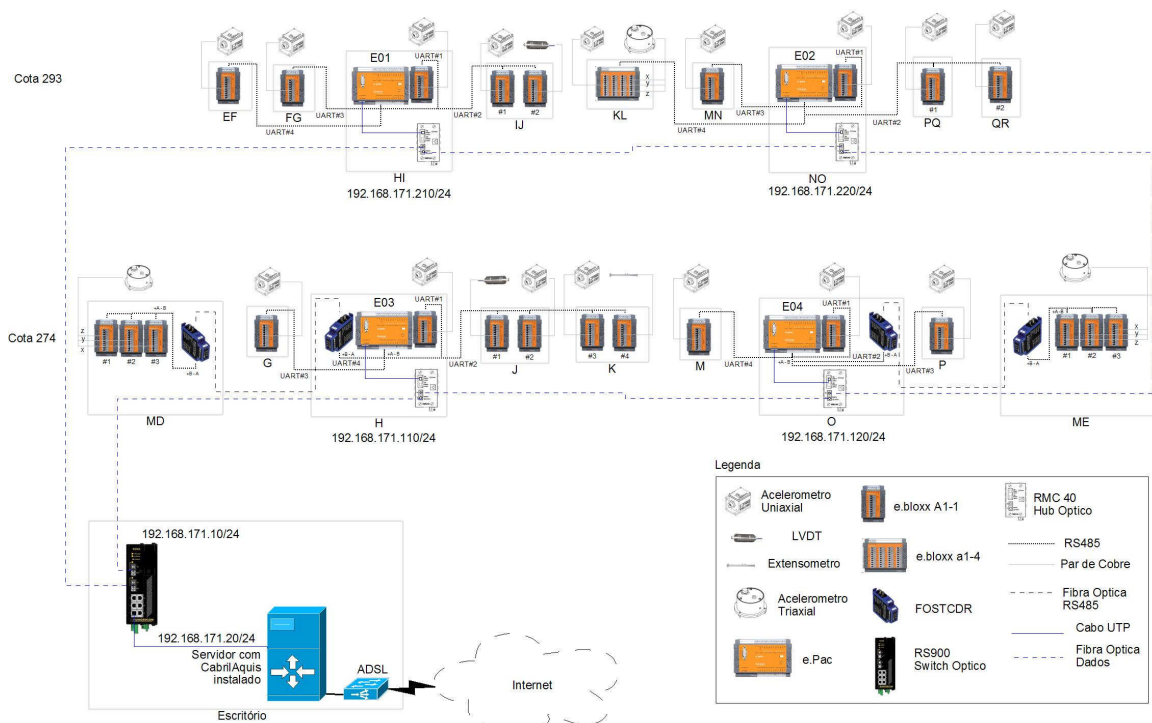 Cota 293
E01
UART#1
E02
UART#1
EF
FG
UART#3
UART#4
UART#2
#1
#2
IJ
KL
x
y
z
MN
UART#3
UART#4
UART#2
#1
PQ
#2
QR
HI
192.168.171.210/24
NO
192.168.171.220/24
Cota 274
z
y
x
+A-B
#1
#2
#3
+B-A
MD
G
UART#3
E03
UART#1
+B-A
+A-B
UART#4
UART#2
H
192.168.171.110/24
#1
#2
J
#3
#4
K
M
UART#4
E04
UART#1
UART#2
+A-B
+B-A
UART#3
O
192.168.171.120/24
P
+A-B
+B-A
#1
#2
#3
x
y
z
ME
192.168.171.10/24
192.168.171.20/24
Servidor com
CabrilAquis
instalado
ADSL
Internet
Escritório
Legenda
Acelerometro
Uniaxial
LVDT
Extensometro
Acelerometro
Triaxial
e.Pac
e.bloxx A1-1
e.bloxx a1-4
FOSTCDR
RS900
Switch Optico
RMC 40
Hub Optico
RS485
Par de Cobre
Fibra Optica
RS485
Cabo UTP
Fibra Optica
Dados